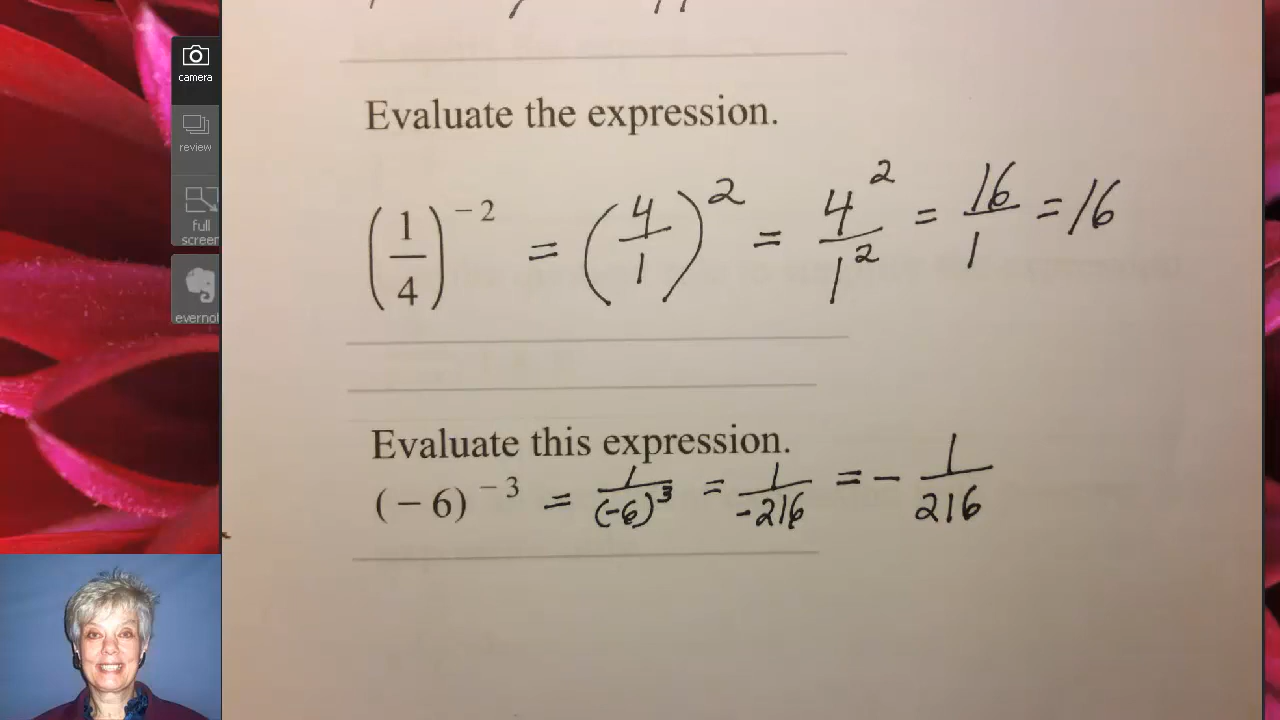 camera
review
full
screen
evernot
Evaluate the expression.
(1/4)^-2 = (4/1)^2 = 4^2/1^2 = 16/1 = 16
Evaluate this expression.
(-6)^-3 = 1/(-6)^3 = 1/-216 = - 1/216